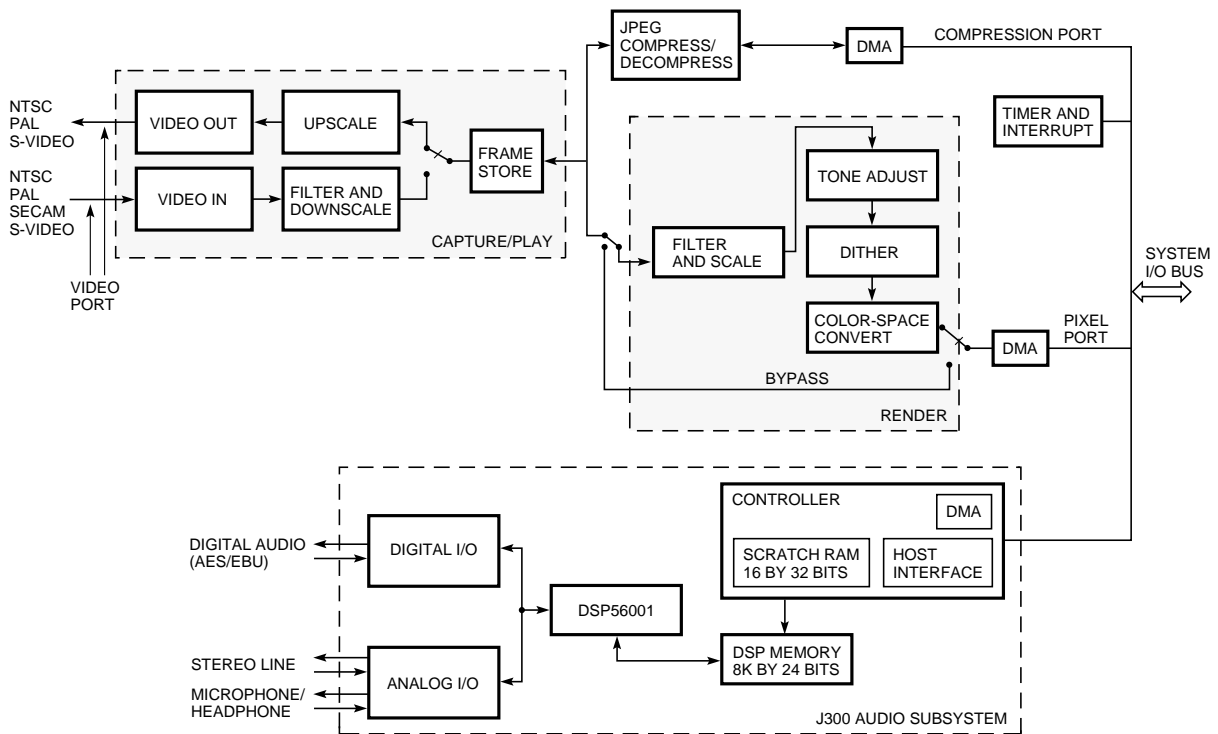 JPEG
COMPRESS/
DECOMPRESS
DMA
COMPRESSION PORT
TIMER AND
INTERRUPT
NTSC
PAL
S-VIDEO
VIDEO OUT
UPSCALE
FRAME
STORE
NTSC
PAL
SECAM
S-VIDEO
VIDEO IN
FILTER AND
DOWNSCALE
CAPTURE/PLAY
VIDEO
PORT
TONE ADJUST
FILTER
AND SCALE
DITHER
COLOR-SPACE
CONVERT
BYPASS
RENDER
DMA
PIXEL
PORT
SYSTEM
I/O BUS
CONTROLLER
DMA
SCRATCH RAM
16 BY 32 BITS
HOST
INTERFACE
DIGITAL AUDIO
(AES/EBU)
DIGITAL I/O
DSP56001
DSP MEMORY
8K BY 24 BITS
STEREO LINE
MICROPHONE/
HEADPHONE
ANALOG I/O
J300 AUDIO SUBSYSTEM